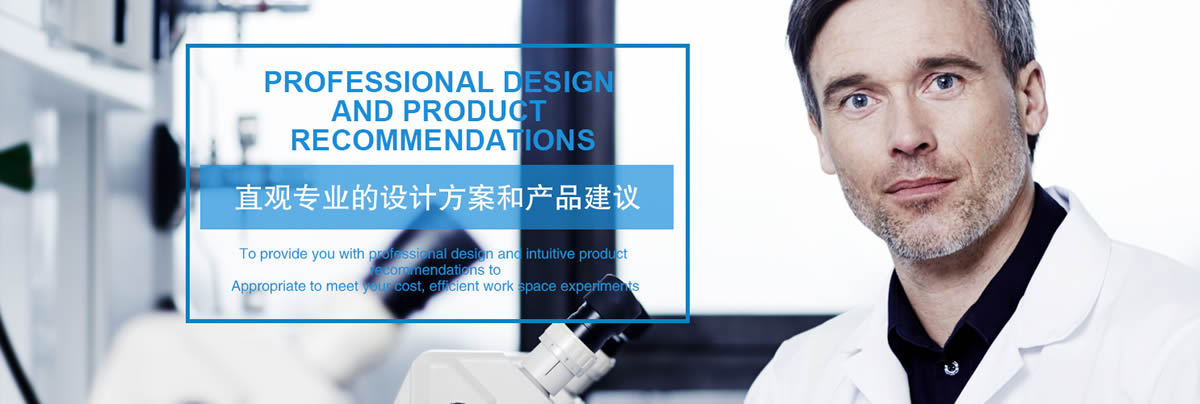 PROFESSIONAL DESIGN
AND PRODUCT
RECOMMENDATIONS
直观专业的设计方案和产品建议
To provide you with professional design and intuitive product
recommendations to
Appropriate to meet your cost, efficient work space experiments